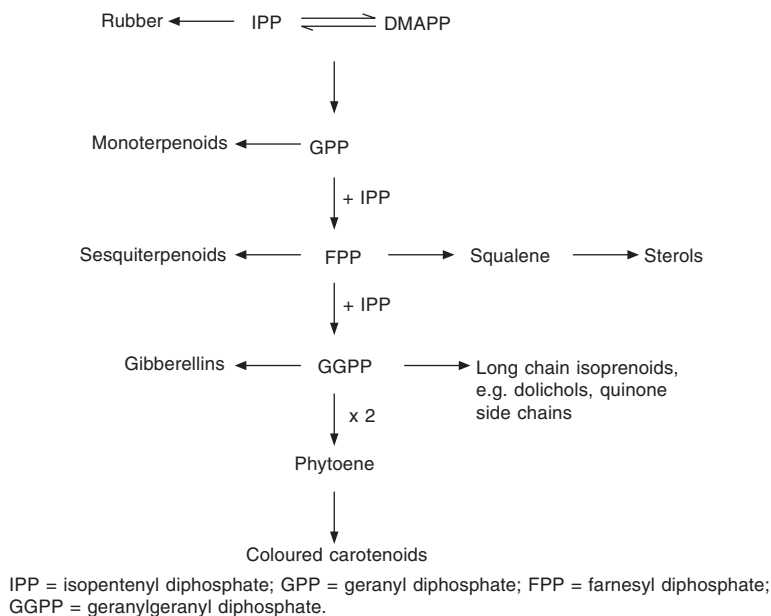 Rubber IPP DMAPP
Monoterpenoids GPP
+ IPP
Sesquiterpenoids FPP Squalene Sterols
+ IPP
Gibberellins GGPP Long chain isoprenoids,
e.g. dolichols, quinone
side chains
x 2
Phytoene
Coloured carotenoids
IPP = isopentenyl diphosphate; GPP = geranyl diphosphate; FPP = farnesyl diphosphate;
GGPP = geranylgeranyl diphosphate.